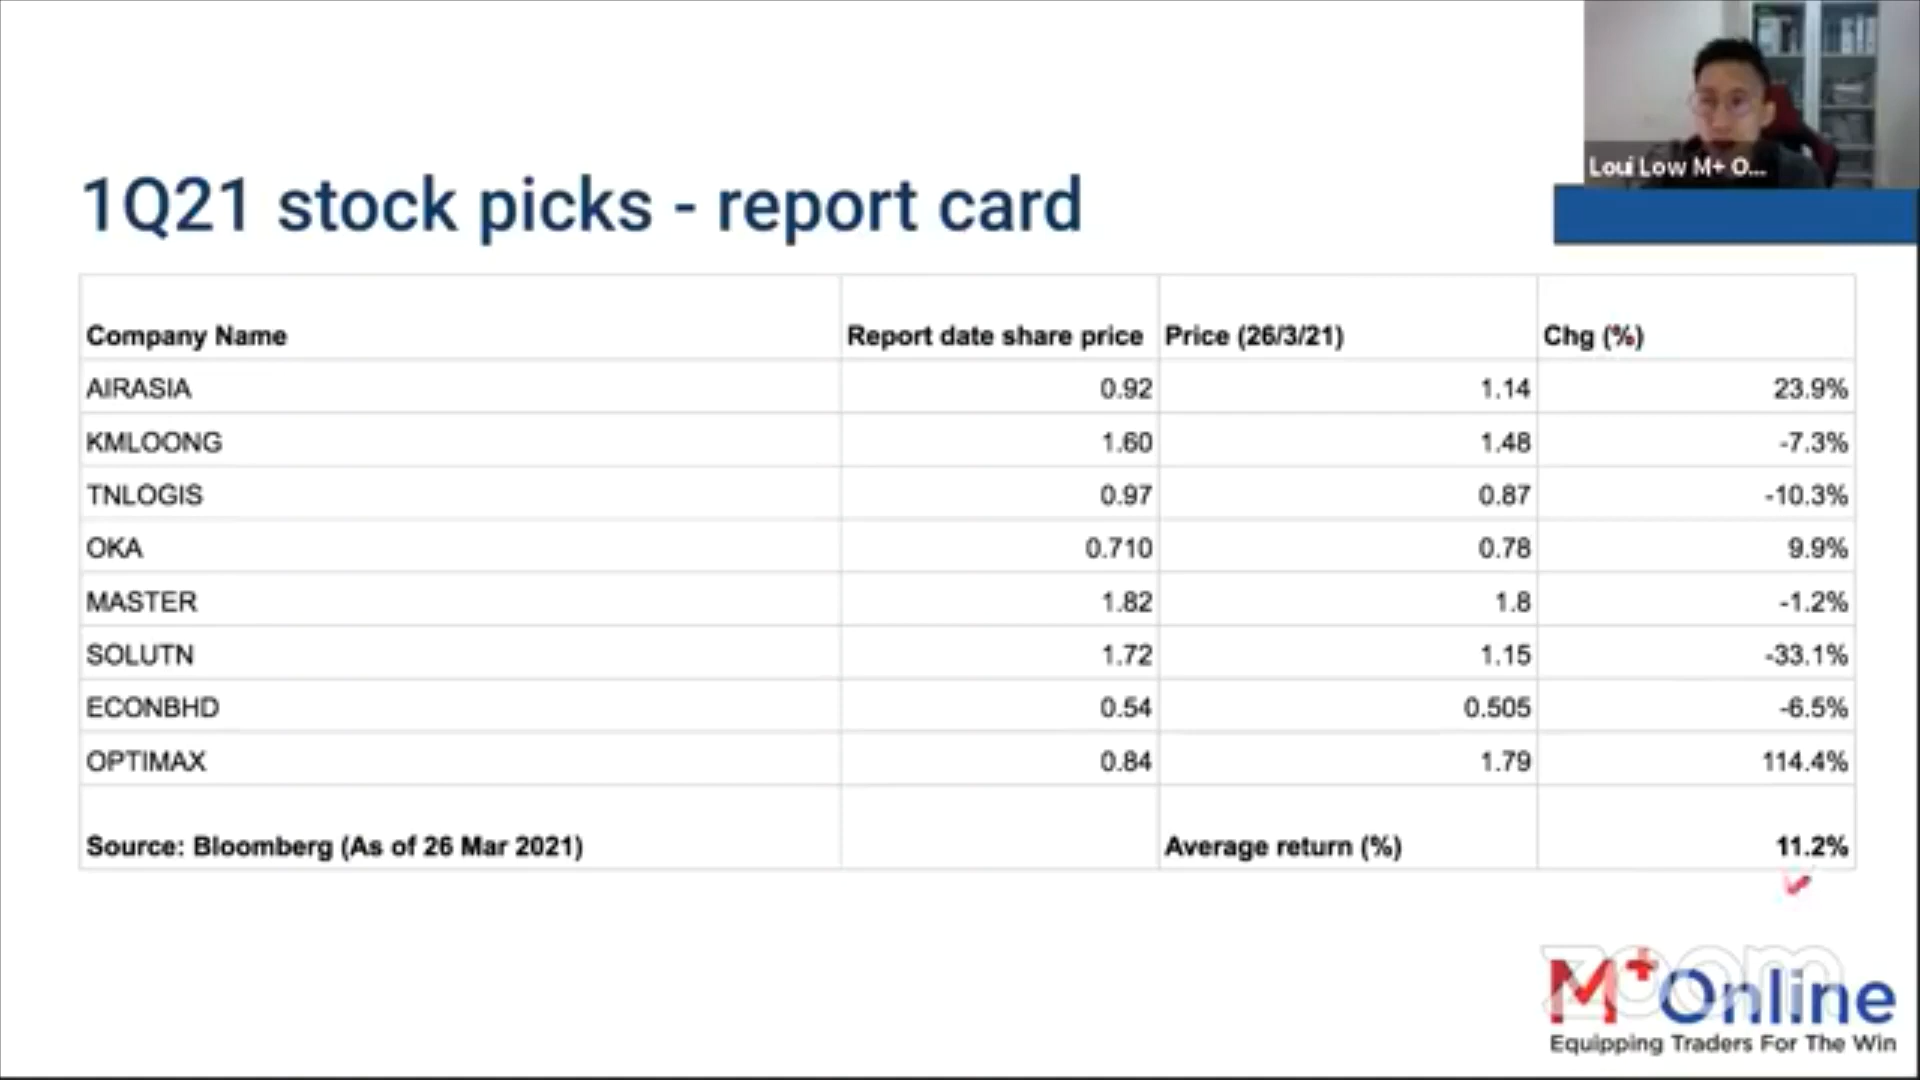 Loui Low M+ O...
1Q21 stock picks - report card
Company Name Report date share price Price (26/3/21) Chg (%)
AIRASIA 0.92 1.14 23.9%
KMLOONG 1.60 1.48 -7.3%
TNLOGIS 0.97 0.87 -10.3%
OKA 0.710 0.78 9.9%
MASTER 1.82 1.8 -1.2%
SOLUTN 1.72 1.15 -33.1%
ECONBHD 0.54 0.505 -6.5%
OPTIMAX 0.84 1.79 114.4%
Source: Bloomberg (As of 26 Mar 2021) Average return (%) 11.2%
zoom
M+ Online
Equipping Traders For The Win